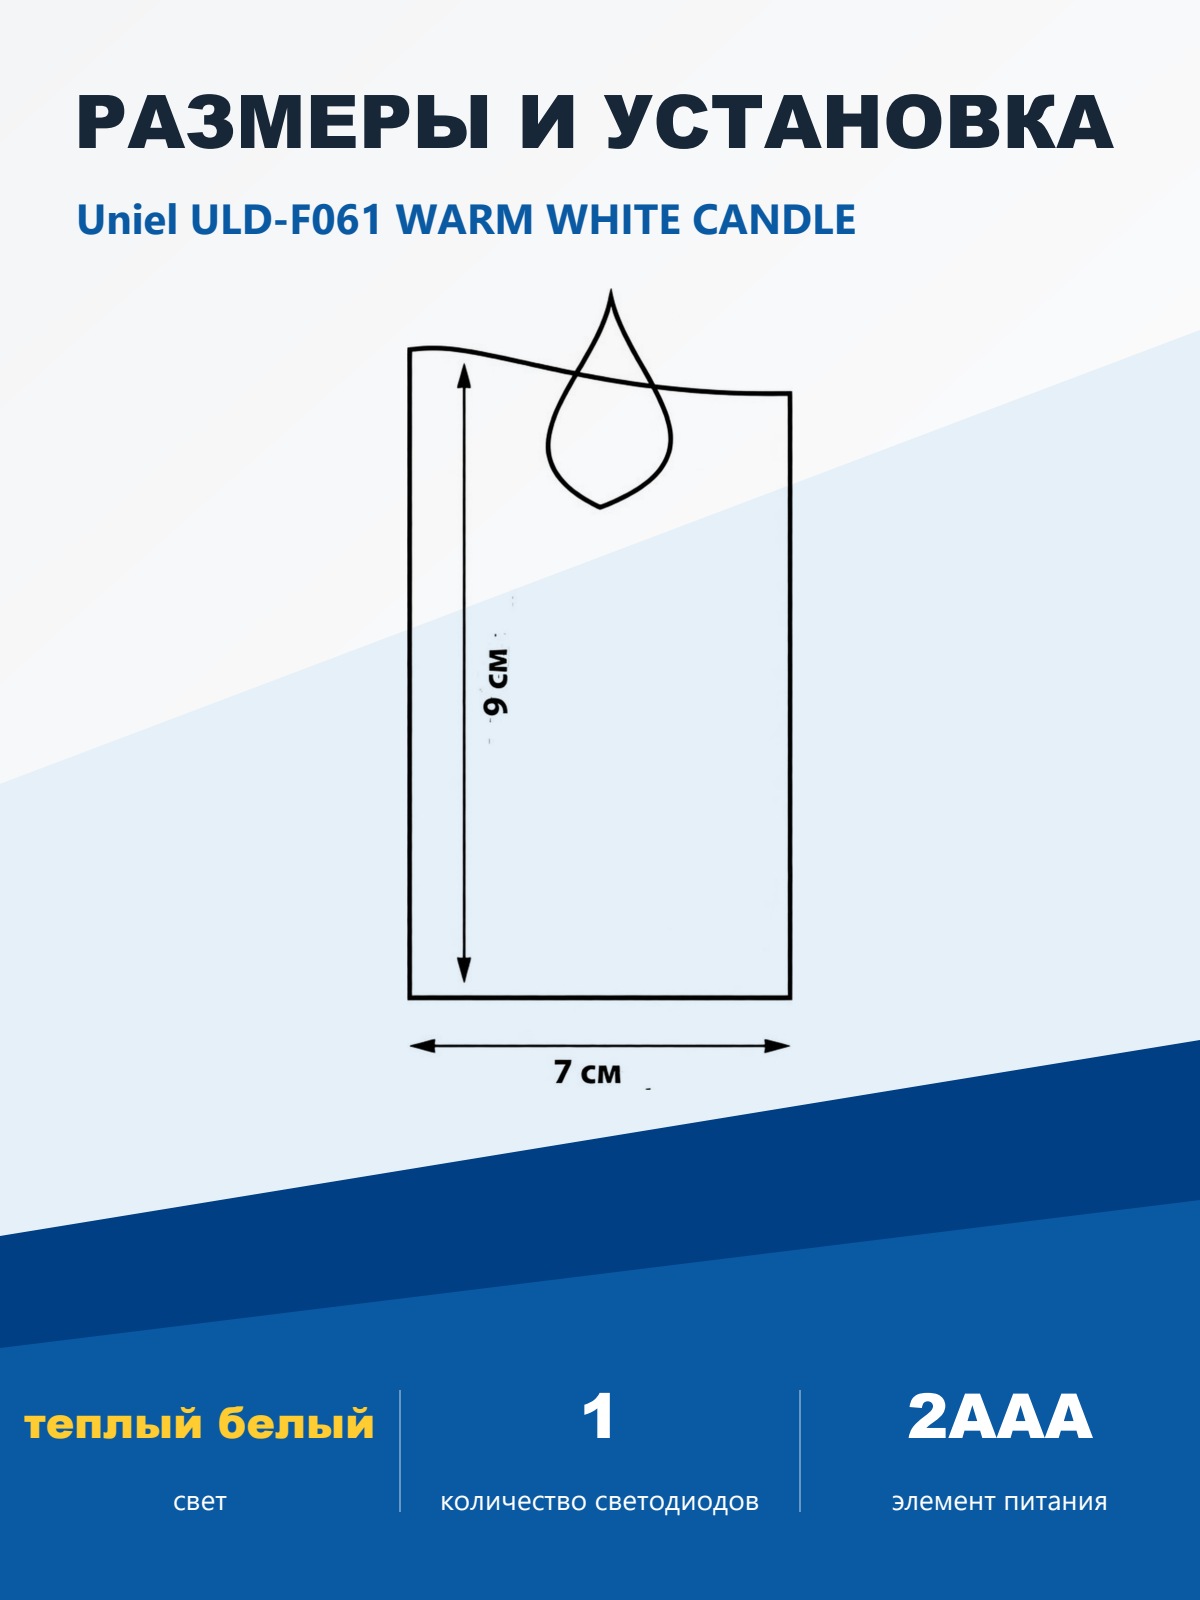 РАЗМЕРЫ И УСТАНОВКА
Uniel ULD-F061 WARM WHITE CANDLE
9 см
7 см
теплый белый
свет
1
количество светодиодов
2AAA
элемент питания